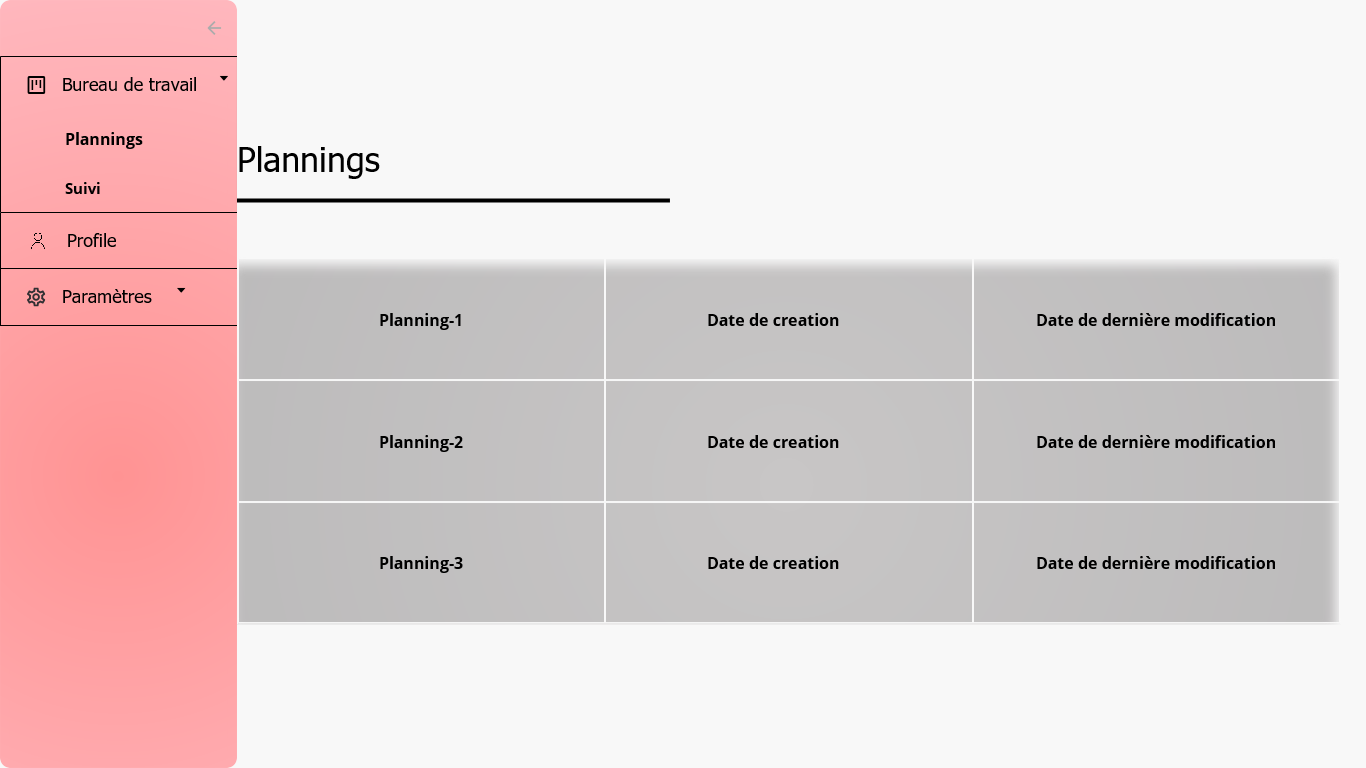 Bureau de travail
Plannings
Suivi
Profile
Paramètres
Plannings
Planning-1 Date de creation Date de dernière modification
Planning-2 Date de creation Date de dernière modification
Planning-3 Date de creation Date de dernière modification